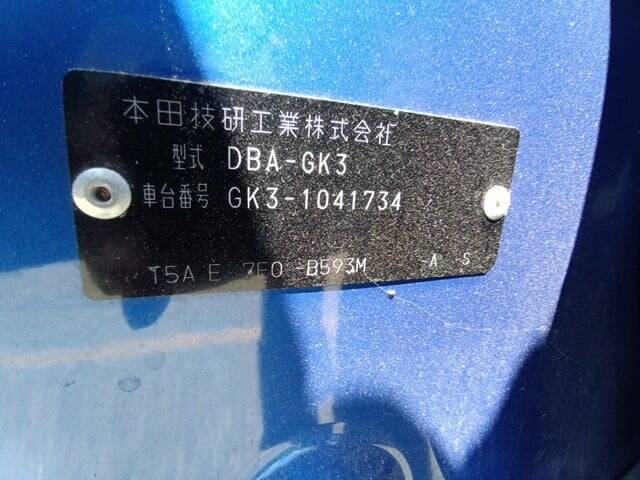 本田技研工業株式会社
型式 DBA-GK3
車台番号 GK3-1041734
T5A E 7E0 -B593M -A S